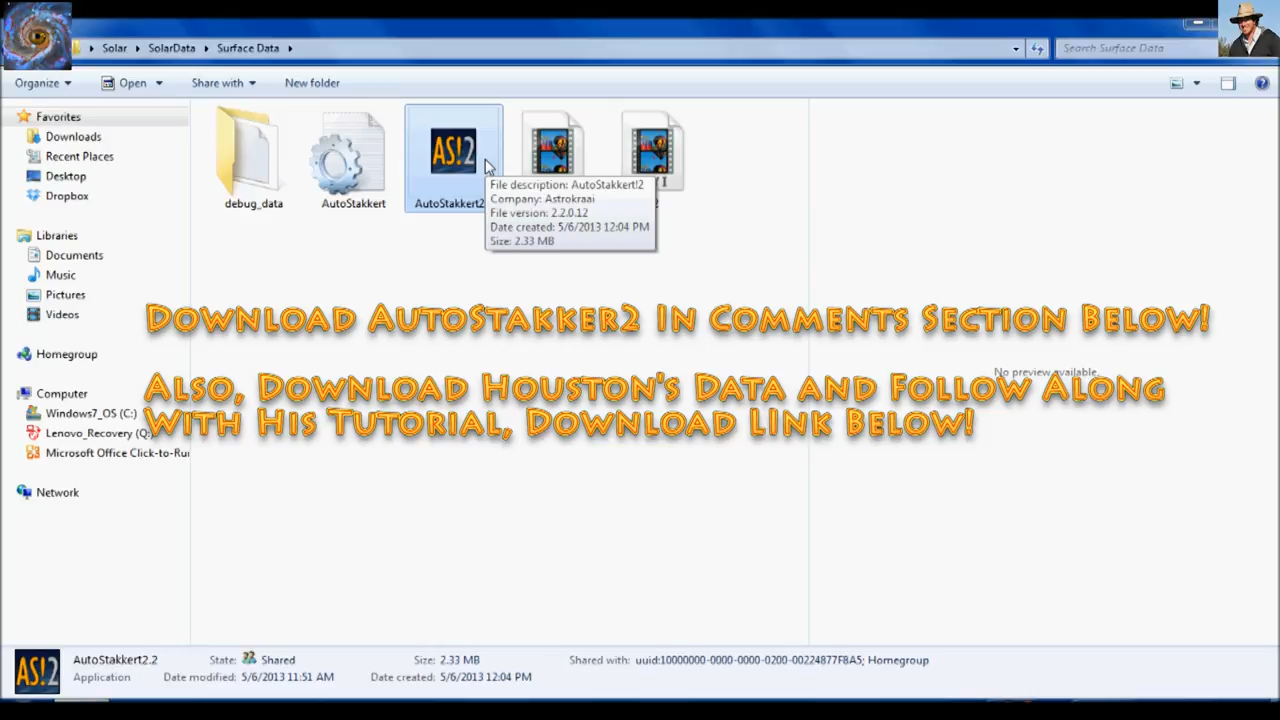 Solar ▸ SolarData ▸ Surface Data ▸
Search Surface Data
Organize
Open
Share with
New folder
Favorites
Downloads
Recent Places
Desktop
Dropbox
Libraries
Documents
Music
Pictures
Videos
Homegroup
Computer
Windows7_OS (C:)
Lenovo_Recovery (Q:)
Microsoft Office Click-to-Run
Network
AS!2
debug_data
AutoStakkert
AutoStakkert2
File description: AutoStakkert!2
Company: Astrokraai
File version: 2.2.0.12
Date created: 5/6/2013 12:04 PM
Size: 2.33 MB
Download AutoStakker2 In Comments Section Below!
No preview available.
Also, Download Houston's Data and Follow Along
With His Tutorial, Download Link Below!
AS!2
AutoStakkert2.2
State: Shared
Size: 2.33 MB
Shared with: uuid:10000000-0000-0000-0200-00224877F8A5; Homegroup
Application
Date modified: 5/6/2013 11:51 AM
Date created: 5/6/2013 12:04 PM